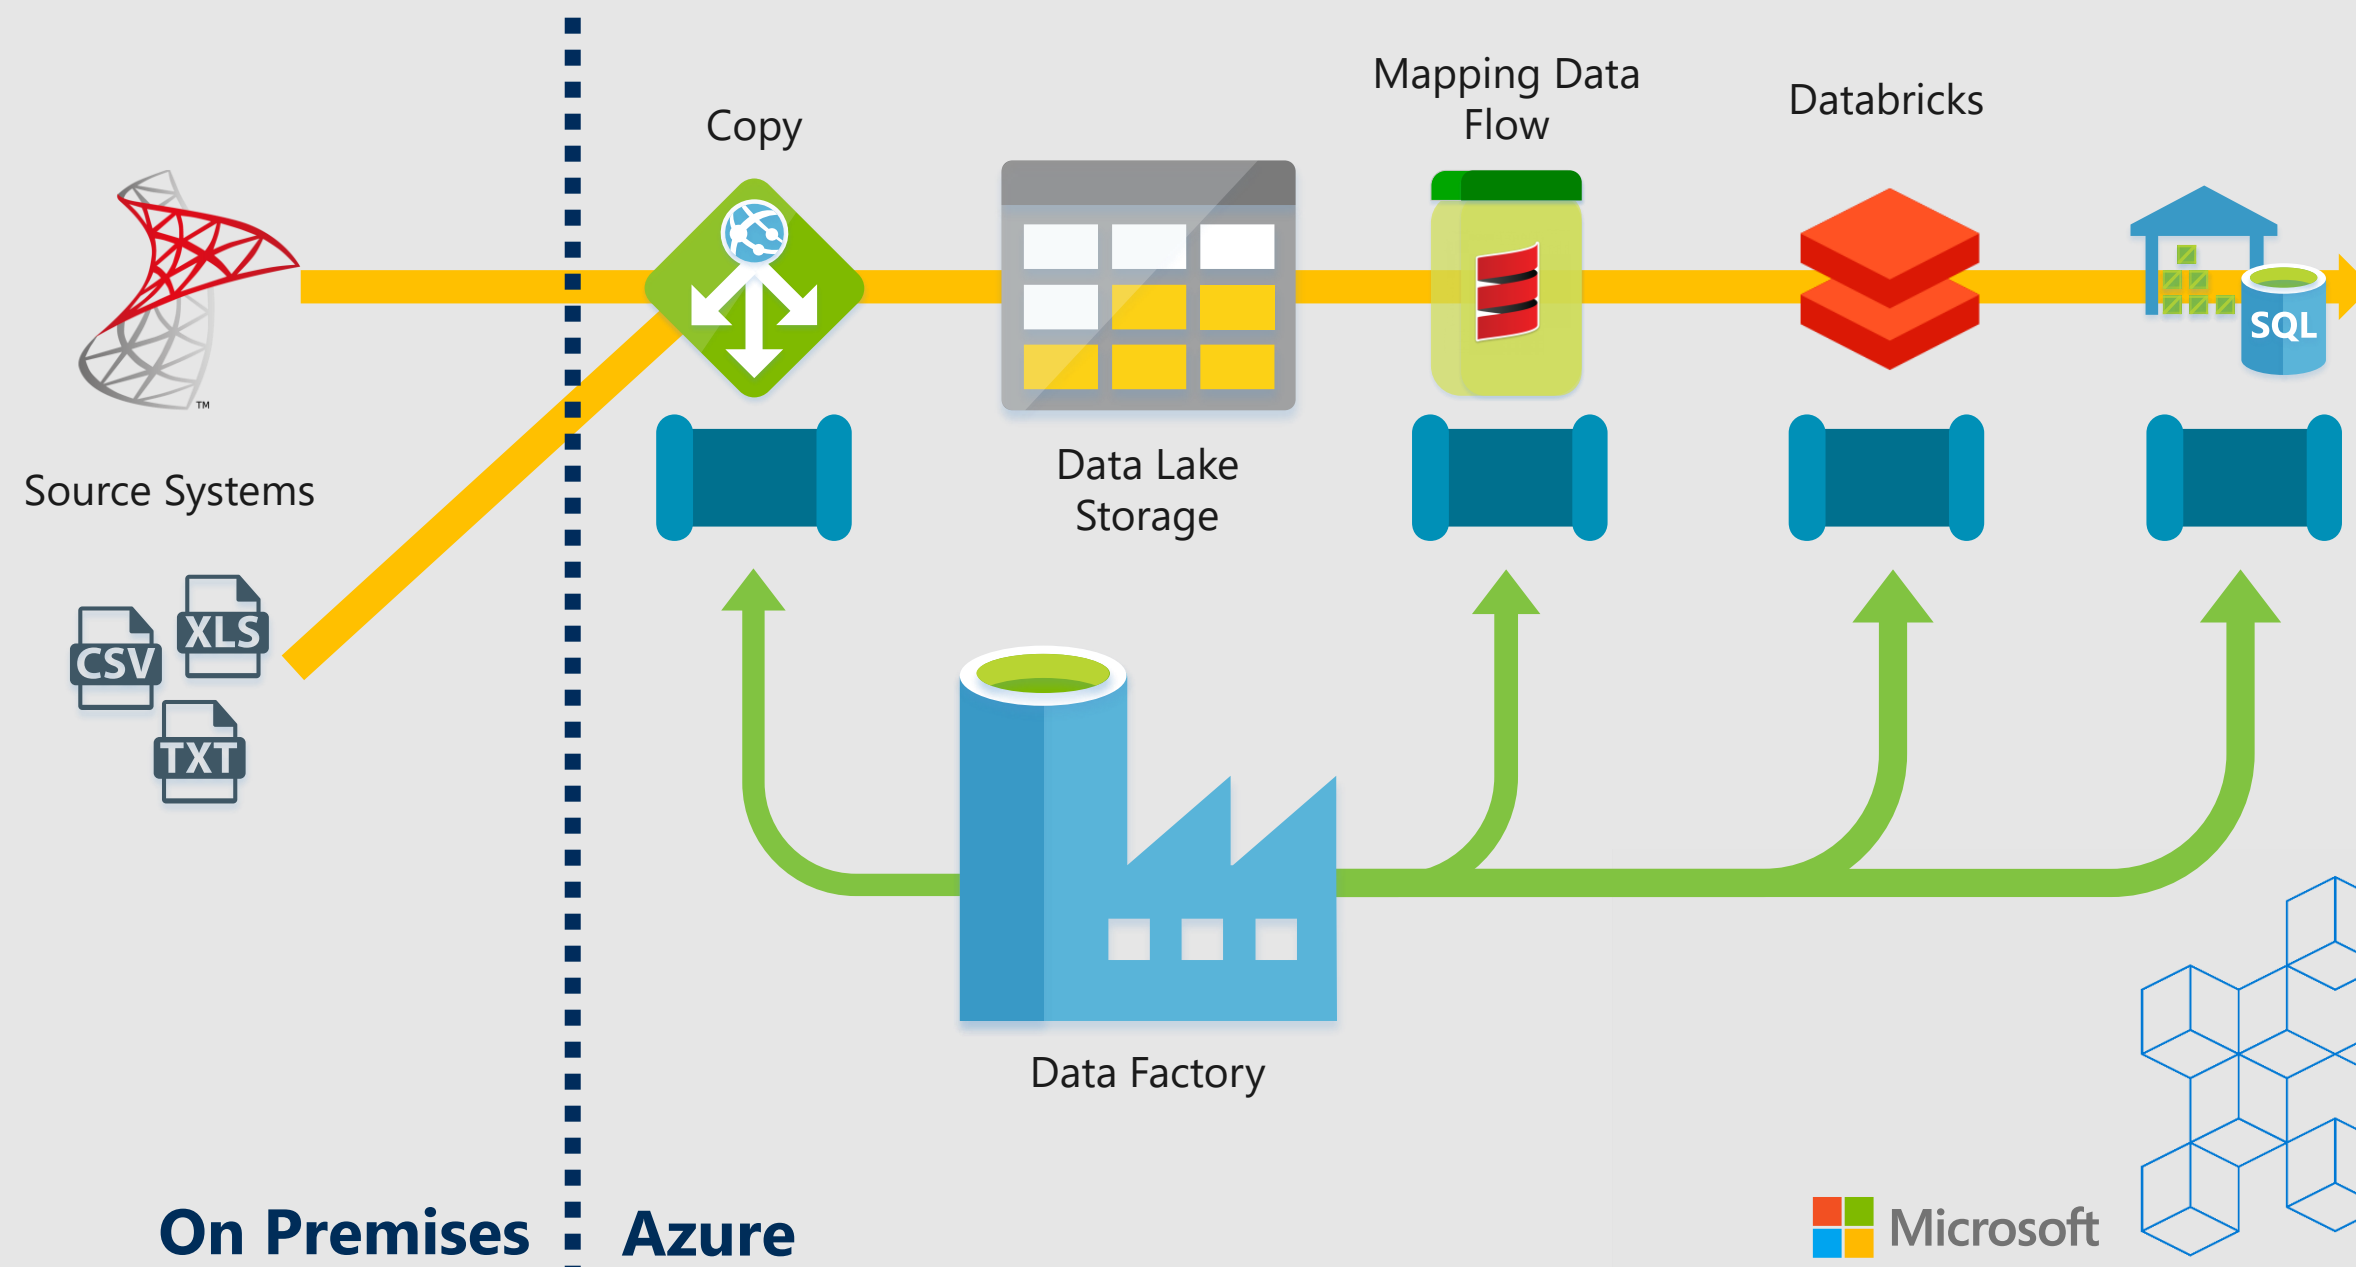 Mapping Data
Flow
Databricks
Copy
SQL
TM
Data Lake
Storage
Source Systems
XLS
CSV
TXT
Data Factory
On Premises
Azure
Microsoft